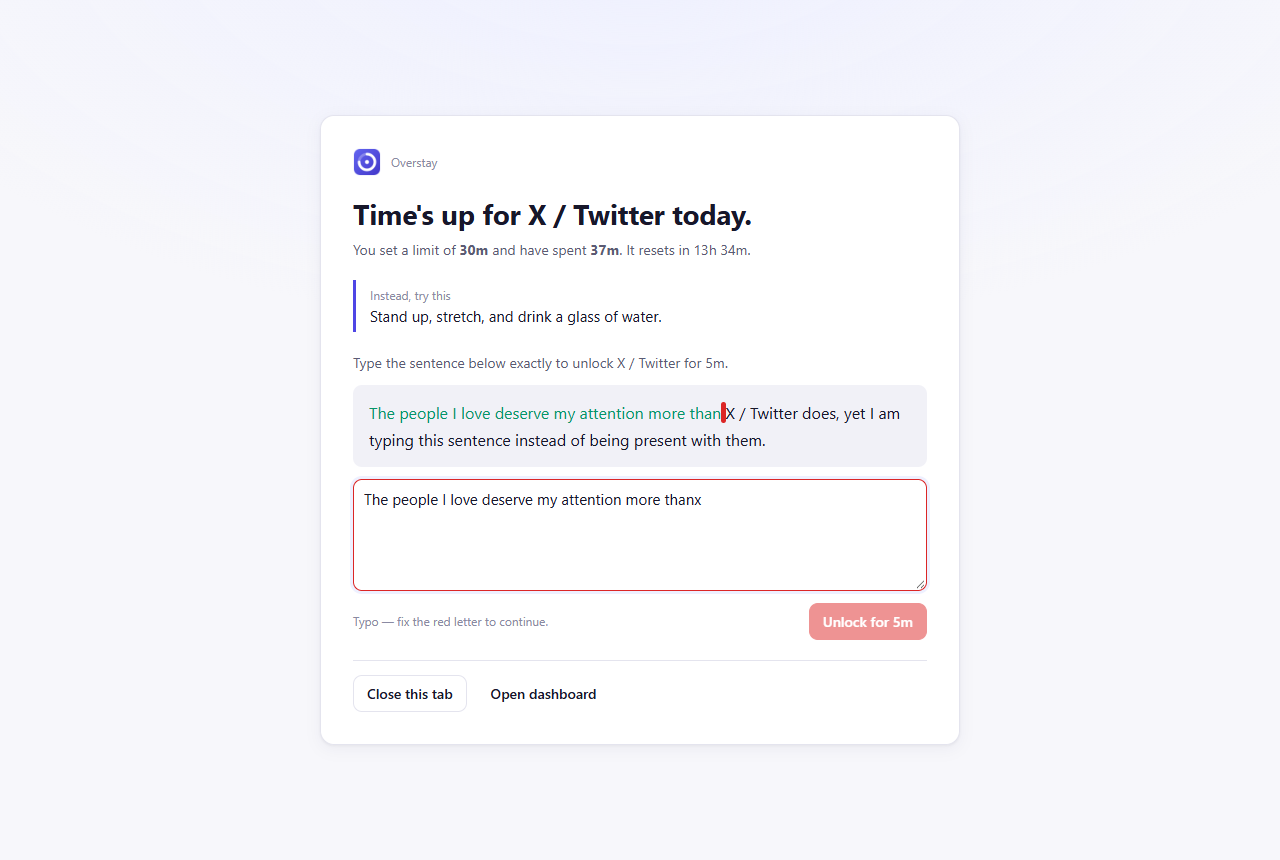 Overstay
Time's up for X / Twitter today.
You set a limit of 30m and have spent 37m. It resets in 13h 34m.
Instead, try this
Stand up, stretch, and drink a glass of water.
Type the sentence below exactly to unlock X / Twitter for 5m.
The people I love deserve my attention more than X / Twitter does, yet I am
typing this sentence instead of being present with them.
The people I love deserve my attention more thanx
Typo — fix the red letter to continue.
Unlock for 5m
Close this tab
Open dashboard